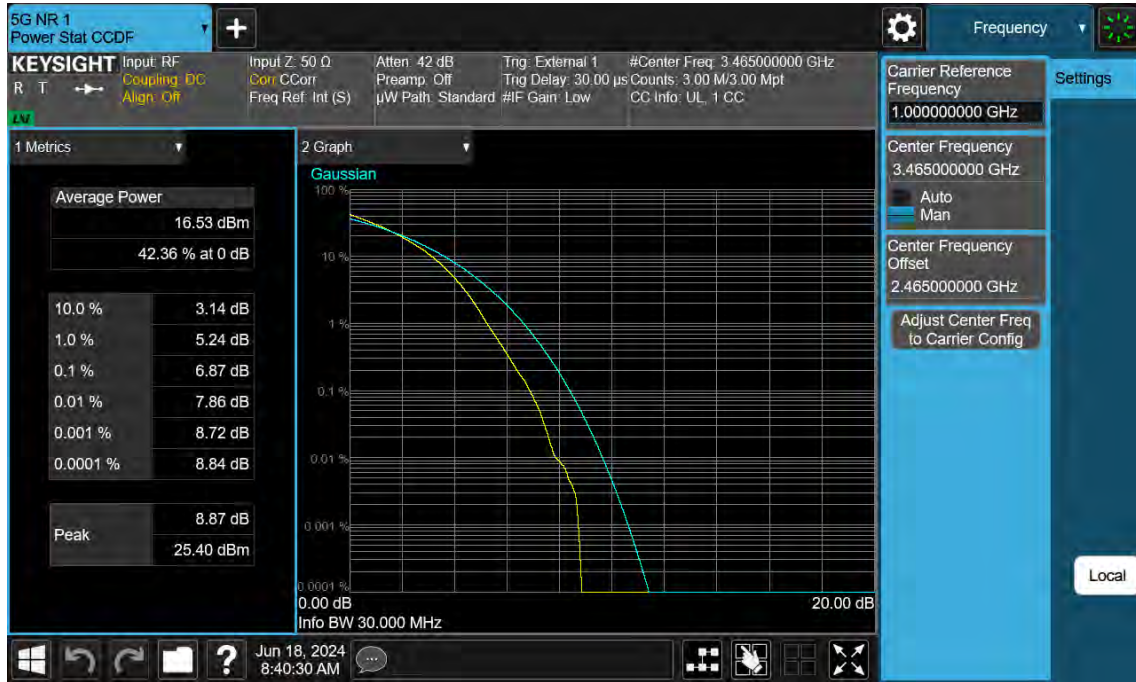 5G NR 1
Power Stat CCDF
+
Frequency
KEYSIGHT
R T
LXI
Input: RF
Coupling: DC
Align: Off
Input Z: 50 Ω
Corr CCorr
Freq Ref: Int (S)
Atten: 42 dB
Preamp: Off
µW Path: Standard
Trig: External 1
Trig Delay: 30.00 µs
#IF Gain: Low
#Center Freq: 3.465000000 GHz
Counts: 3.00 M/3.00 Mpt
CC Info: UL, 1 CC
1 Metrics
Average Power
16.53 dBm
42.36 % at 0 dB
10.0 % 3.14 dB
1.0 % 5.24 dB
0.1 % 6.87 dB
0.01 % 7.86 dB
0.001 % 8.72 dB
0.0001 % 8.84 dB
Peak
8.87 dB
25.40 dBm
2 Graph
Gaussian
100 %
10 %
1 %
0.1 %
0.01 %
0.001 %
0.0001 %
0.00 dB 20.00 dB
Info BW 30.000 MHz
Carrier Reference
Frequency
1.000000000 GHz
Center Frequency
3.465000000 GHz
Auto
Man
Center Frequency
Offset
2.465000000 GHz
Adjust Center Freq
to Carrier Config
Settings
Local
?
Jun 18, 2024
8:40:30 AM